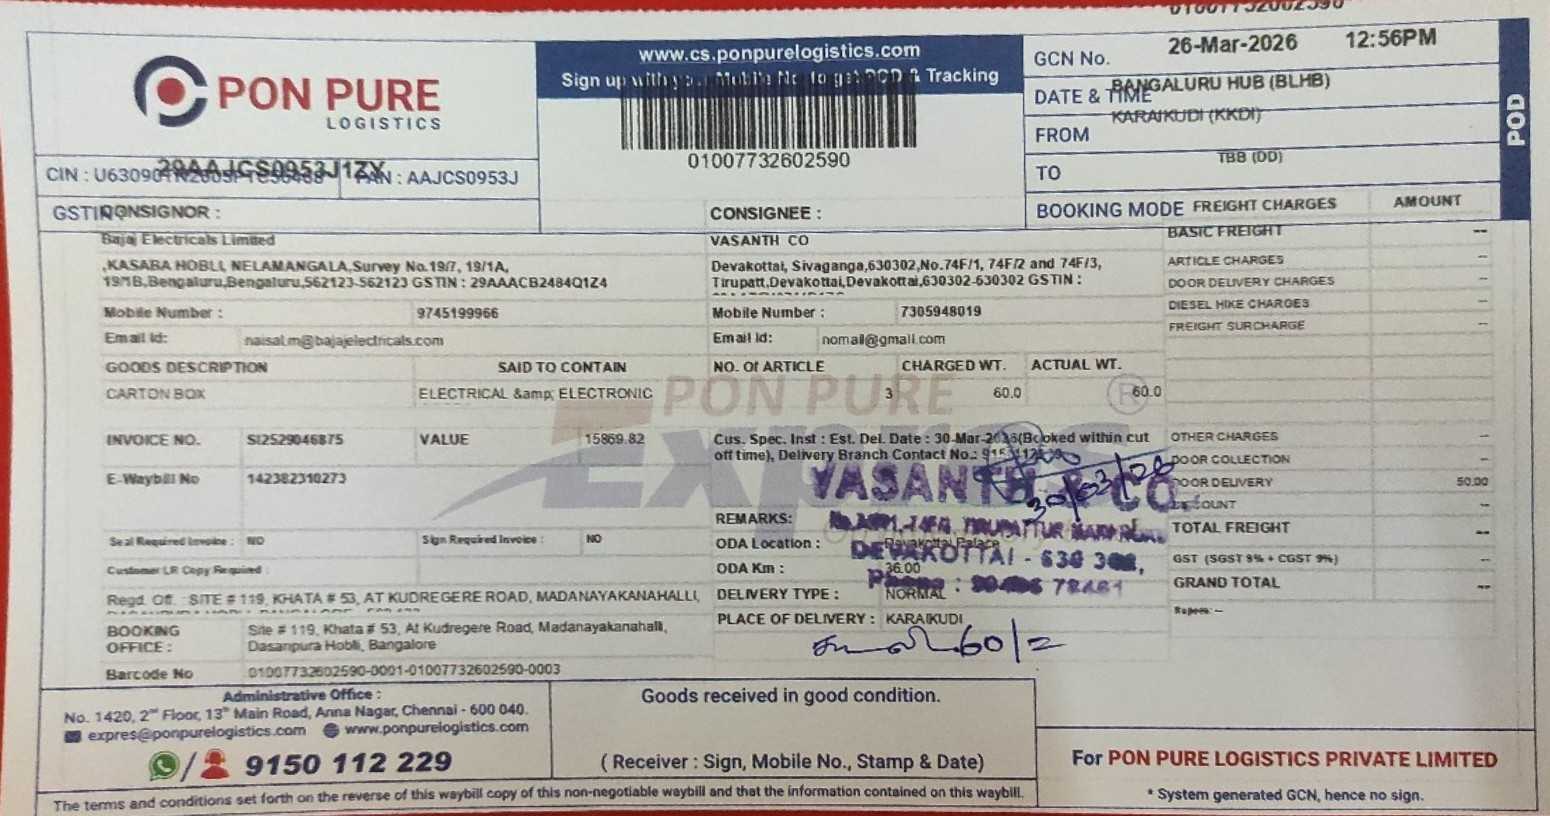 www.cs.ponpurelogistics.com
Sign up with your Mobile No to get POD & Tracking
PON PURE
LOGISTICS
01007732602590
GCN No.
26-Mar-2026 12:56PM
DATE & TIME
BANGALURU HUB (BLHB)
FROM
KARAIKUDI (KKDI)
TO
TBB (DD)
BOOKING MODE
POD
CIN :
29AAJCS0953J1ZY
PAN : AAJCS0953J
GSTIN
CONSIGNOR :
CONSIGNEE :
FREIGHT CHARGES AMOUNT
Bajaj Electricals Limited
,KASABA HOBLI, NELAMANGALA,Survey No.19/7, 19/1A,
19/1B,Bengaluru,Bengaluru,562123-562123 GSTIN : 29AAACB2484Q1Z4
VASANTH CO
Devakottai, Sivaganga,630302,No.74F/1, 74F/2 and 74F/3,
Tirupatt,Devakottai,Devakottai,630302-630302 GSTIN :
BASIC FREIGHT --
ARTICLE CHARGES --
DOOR DELIVERY CHARGES --
DIESEL HIKE CHARGES --
FREIGHT SURCHARGE --
Mobile Number : 9745199966
Mobile Number : 7305948019
Email Id: naisal.m@bajajelectricals.com
Email Id: nomail@gmail.com
GOODS DESCRIPTION SAID TO CONTAIN NO. Of ARTICLE CHARGED WT. ACTUAL WT.
CARTON BOX ELECTRICAL &amp; ELECTRONIC 3 60.0 60.0
PON PURE
Express
INVOICE NO. SI2529046875 VALUE 15869.82
E-Waybill No 142382310273
Cus. Spec. Inst : Est. Del. Date : 30-Mar-2026(Booked within cut
off time), Delivery Branch Contact No.:
OTHER CHARGES --
DOOR COLLECTION --
DOOR DELIVERY 50.00
TOTAL FREIGHT --
GST (SGST 9% + CGST 9%) --
GRAND TOTAL --
Rupees:--
30/03/26
VASANTH & CO
DEVAKOTTAI - 630 302,
Phone :
REMARKS:
ODA Location :
ODA Km : 36.00
DELIVERY TYPE : NORMAL
PLACE OF DELIVERY : KARAIKUDI
60/2
Seal Required Invoice : NO
Sign Required Invoice : NO
Customer LR Copy Required :
Regd. Off. : SITE # 119, KHATA # 53, AT KUDREGERE ROAD, MADANAYAKANAHALLI,
BOOKING
OFFICE :
Site # 119, Khata # 53, At Kudregere Road, Madanayakanahalli,
Dasanpura Hobli, Bangalore
Barcode No 01007732602590-0001-01007732602590-0003
Administrative Office :
No. 1420, 2nd Floor, 13th Main Road, Anna Nagar, Chennai - 600 040.
expres@ponpurelogistics.com www.ponpurelogistics.com
9150 112 229
Goods received in good condition.
( Receiver : Sign, Mobile No., Stamp & Date)
For PON PURE LOGISTICS PRIVATE LIMITED
* System generated GCN, hence no sign.
The terms and conditions set forth on the reverse of this waybill copy of this non-negotiable waybill and that the information contained on this waybill.